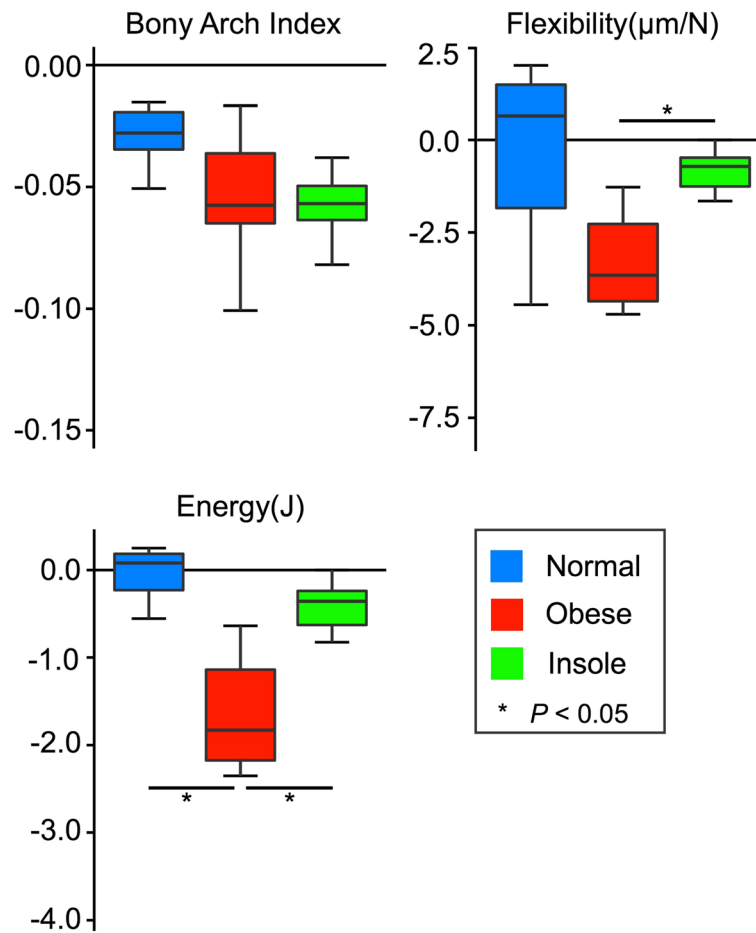 Bony Arch Index
0.00
-0.05
-0.10
-0.15
Flexibility(μm/N)
2.5
0.0
-2.5
-5.0
-7.5
*
Energy(J)
0.0
-1.0
-2.0
-3.0
-4.0
* *
Normal
Obese
Insole
* P < 0.05